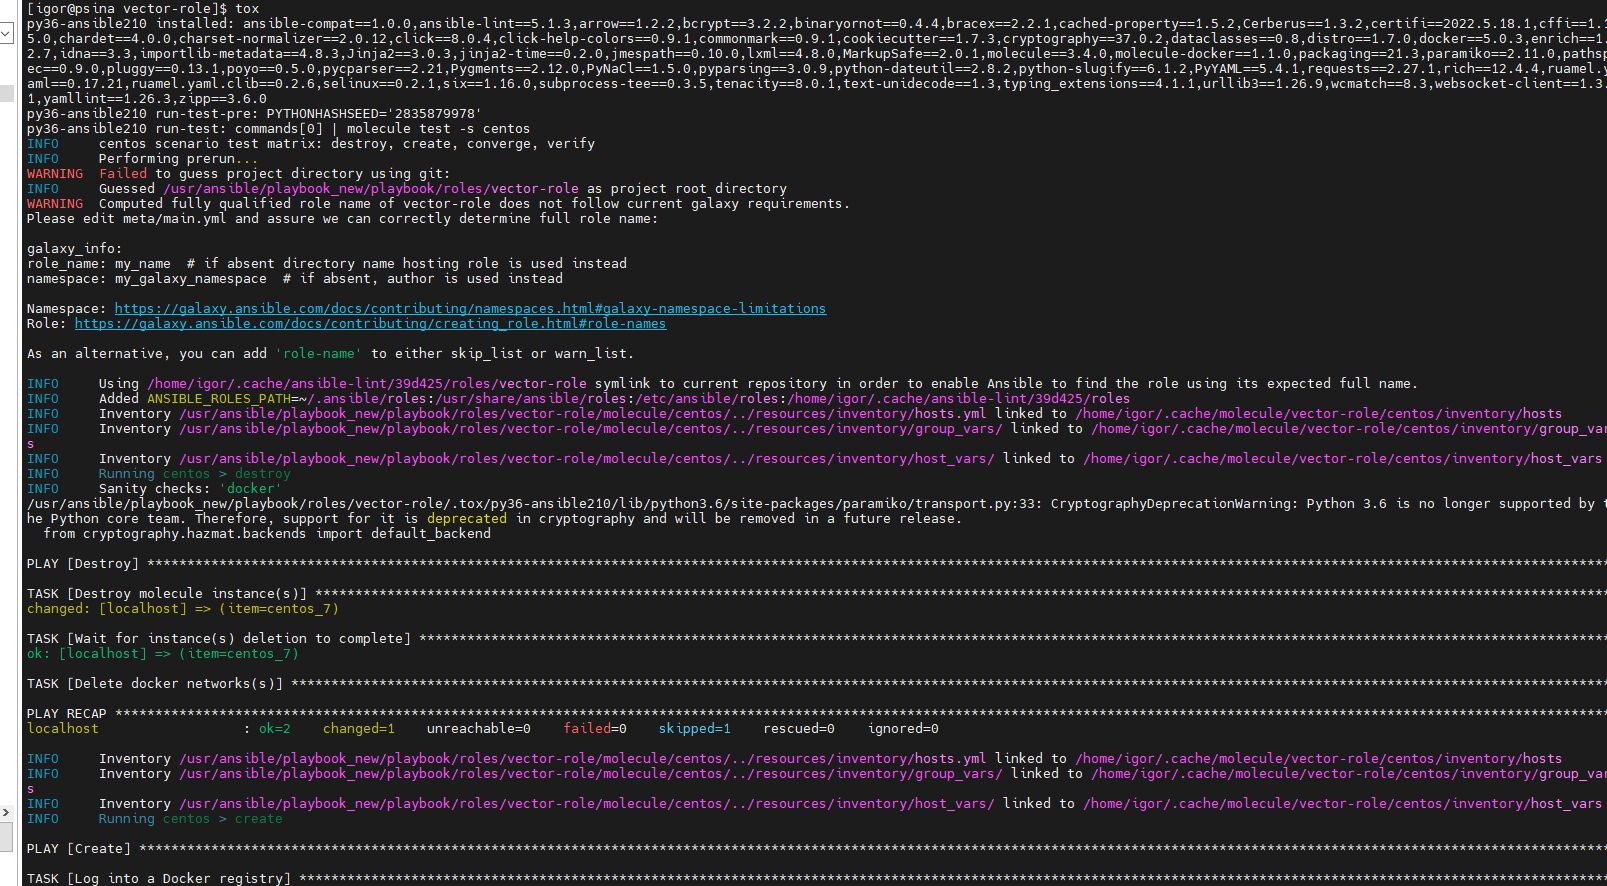 [igor@psina vector-role]$ tox
py36-ansible210 installed: ansible-compat==1.0.0,ansible-lint==5.1.3,arrow==1.2.2,bcrypt==3.2.2,binaryornot==0.4.4,bracex==2.2.1,cached-property==1.5.2,Cerberus==1.3.2,certifi==2022.5.18.1,cffi==1.1
5.0,chardet==4.0.0,charset-normalizer==2.0.12,click==8.0.4,click-help-colors==0.9.1,commonmark==0.9.1,cookiecutter==1.7.3,cryptography==37.0.2,dataclasses==0.8,distro==1.7.0,docker==5.0.3,enrich==1.
2.7,idna==3.3,importlib-metadata==4.8.3,Jinja2==3.0.3,jinja2-time==0.2.0,jmespath==0.10.0,lxml==4.8.0,MarkupSafe==2.0.1,molecule==3.4.0,molecule-docker==1.1.0,packaging==21.3,paramiko==2.11.0,pathsp
ec==0.9.0,pluggy==0.13.1,poyo==0.5.0,pycparser==2.21,Pygments==2.12.0,PyNaCl==1.5.0,pyparsing==3.0.9,python-dateutil==2.8.2,python-slugify==6.1.2,PyYAML==5.4.1,requests==2.27.1,rich==12.4.4,ruamel.y
aml==0.17.21,ruamel.yaml.clib==0.2.6,selinux==0.2.1,six==1.16.0,subprocess-tee==0.3.5,tenacity==8.0.1,text-unidecode==1.3,typing_extensions==4.1.1,urllib3==1.26.9,wcmatch==8.3,websocket-client==1.3.
1,yamllint==1.26.3,zipp==3.6.0
py36-ansible210 run-test-pre: PYTHONHASHSEED='2835879978'
py36-ansible210 run-test: commands[0] | molecule test -s centos
INFO     centos scenario test matrix: destroy, create, converge, verify
INFO     Performing prerun...
WARNING  Failed to guess project directory using git:
INFO     Guessed /usr/ansible/playbook_new/playbook/roles/vector-role as project root directory
WARNING  Computed fully qualified role name of vector-role does not follow current galaxy requirements.
Please edit meta/main.yml and assure we can correctly determine full role name:
galaxy_info:
role_name: my_name  # if absent directory name hosting role is used instead
namespace: my_galaxy_namespace  # if absent, author is used instead
Namespace: https://galaxy.ansible.com/docs/contributing/namespaces.html#galaxy-namespace-limitations
Role: https://galaxy.ansible.com/docs/contributing/creating_role.html#role-names
As an alternative, you can add 'role-name' to either skip_list or warn_list.
INFO     Using /home/igor/.cache/ansible-lint/39d425/roles/vector-role symlink to current repository in order to enable Ansible to find the role using its expected full name.
INFO     Added ANSIBLE_ROLES_PATH=~/.ansible/roles:/usr/share/ansible/roles:/etc/ansible/roles:/home/igor/.cache/ansible-lint/39d425/roles
INFO     Inventory /usr/ansible/playbook_new/playbook/roles/vector-role/molecule/centos/../resources/inventory/hosts.yml linked to /home/igor/.cache/molecule/vector-role/centos/inventory/hosts
INFO     Inventory /usr/ansible/playbook_new/playbook/roles/vector-role/molecule/centos/../resources/inventory/group_vars/ linked to /home/igor/.cache/molecule/vector-role/centos/inventory/group_var
s
INFO     Inventory /usr/ansible/playbook_new/playbook/roles/vector-role/molecule/centos/../resources/inventory/host_vars/ linked to /home/igor/.cache/molecule/vector-role/centos/inventory/host_vars
INFO     Running centos > destroy
INFO     Sanity checks: 'docker'
/usr/ansible/playbook_new/playbook/roles/vector-role/.tox/py36-ansible210/lib/python3.6/site-packages/paramiko/transport.py:33: CryptographyDeprecationWarning: Python 3.6 is no longer supported by t
he Python core team. Therefore, support for it is deprecated in cryptography and will be removed in a future release.
  from cryptography.hazmat.backends import default_backend
PLAY [Destroy] ****************************************************************
TASK [Destroy molecule instance(s)] ****************************************************************
changed: [localhost] => (item=centos_7)
TASK [Wait for instance(s) deletion to complete] ****************************************************************
ok: [localhost] => (item=centos_7)
TASK [Delete docker networks(s)] ****************************************************************
PLAY RECAP ****************************************************************
localhost                  : ok=2    changed=1    unreachable=0    failed=0    skipped=1    rescued=0    ignored=0
INFO     Inventory /usr/ansible/playbook_new/playbook/roles/vector-role/molecule/centos/../resources/inventory/hosts.yml linked to /home/igor/.cache/molecule/vector-role/centos/inventory/hosts
INFO     Inventory /usr/ansible/playbook_new/playbook/roles/vector-role/molecule/centos/../resources/inventory/group_vars/ linked to /home/igor/.cache/molecule/vector-role/centos/inventory/group_var
s
INFO     Inventory /usr/ansible/playbook_new/playbook/roles/vector-role/molecule/centos/../resources/inventory/host_vars/ linked to /home/igor/.cache/molecule/vector-role/centos/inventory/host_vars
INFO     Running centos > create
PLAY [Create] ****************************************************************
TASK [Log into a Docker registry] ****************************************************************